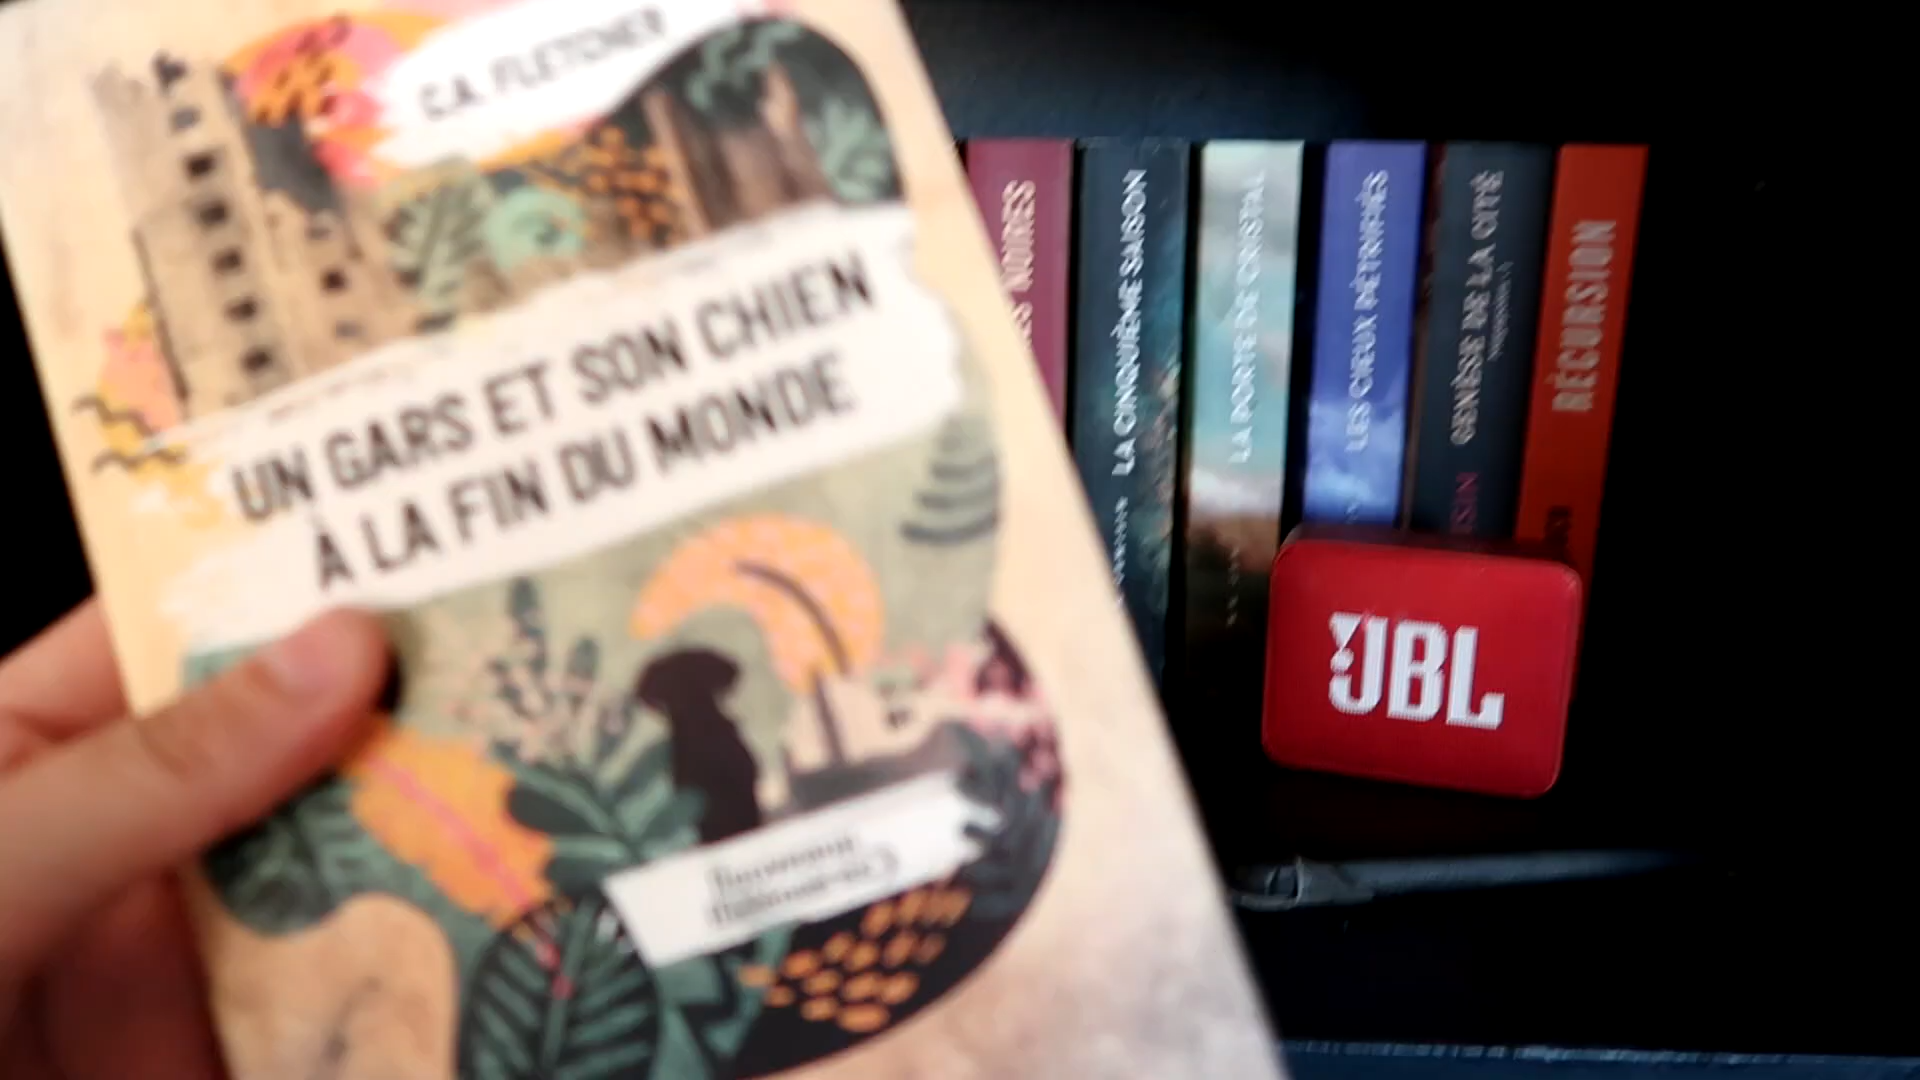 C.A. FLETCHER
UN GARS ET SON CHIEN
À LA FIN DU MONDE
NOIRES
LA CINQUIÈME SAISON
LA PORTE DE CRISTAL
LES CIEUX PÉTRIFIÉS
GENÈSE DE LA CITÉ
RÉCURSION
JBL